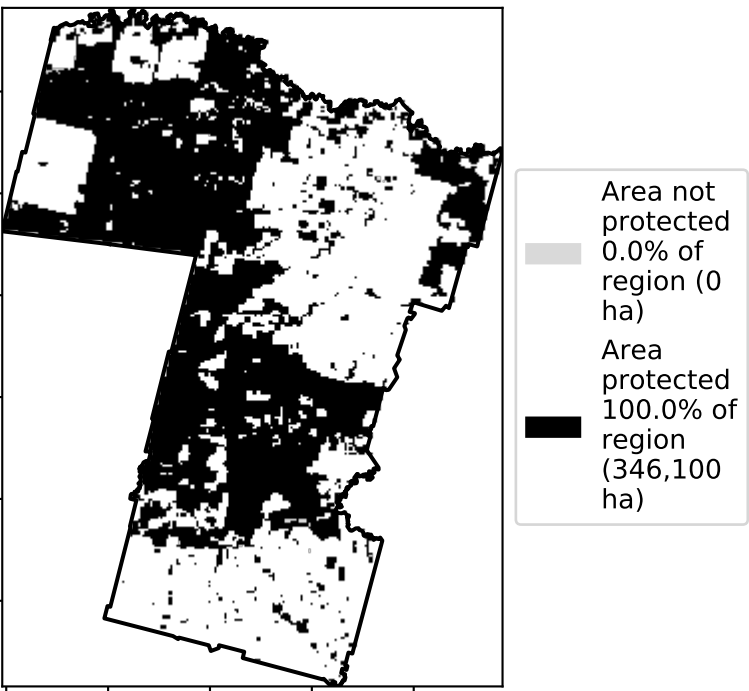 Area not
protected
0.0% of
region (0
ha)
Area
protected
100.0% of
region
(346,100
ha)